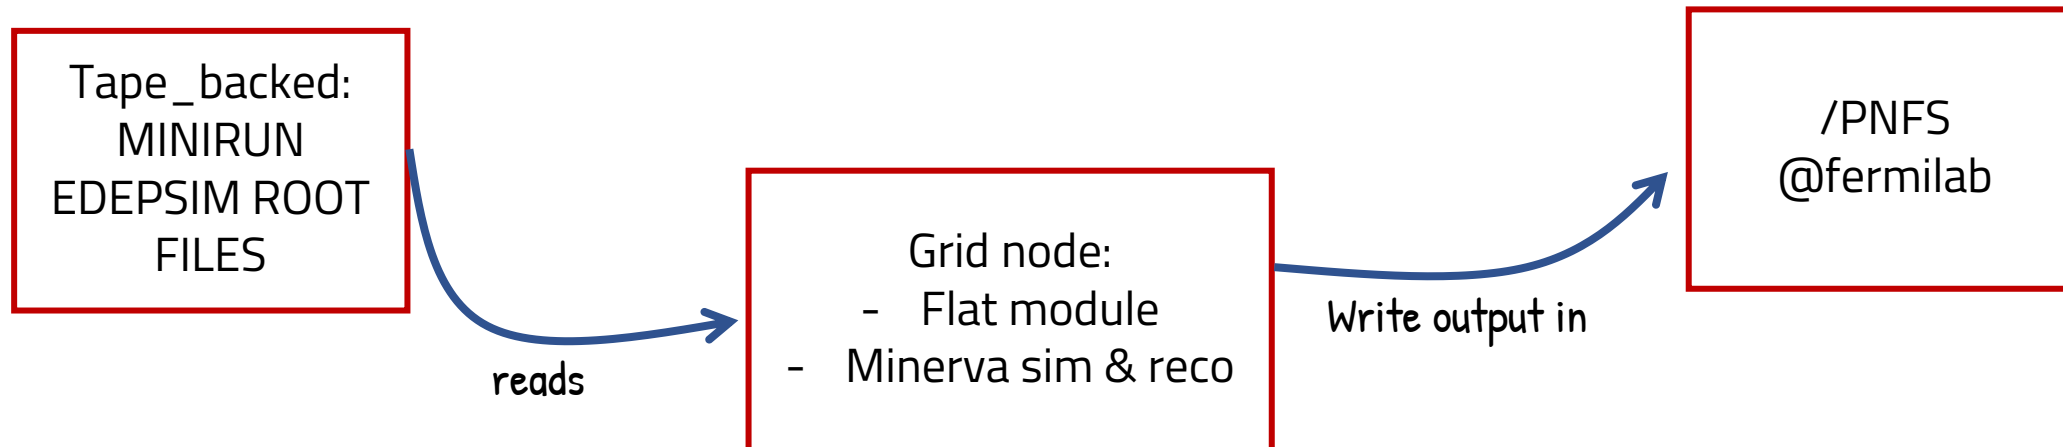 Tape_backed:
MINIRUN
EDEPSIM ROOT
FILES
reads
Grid node:
- Flat module
- Minerva sim & reco
Write output in
/PNFS
@fermilab